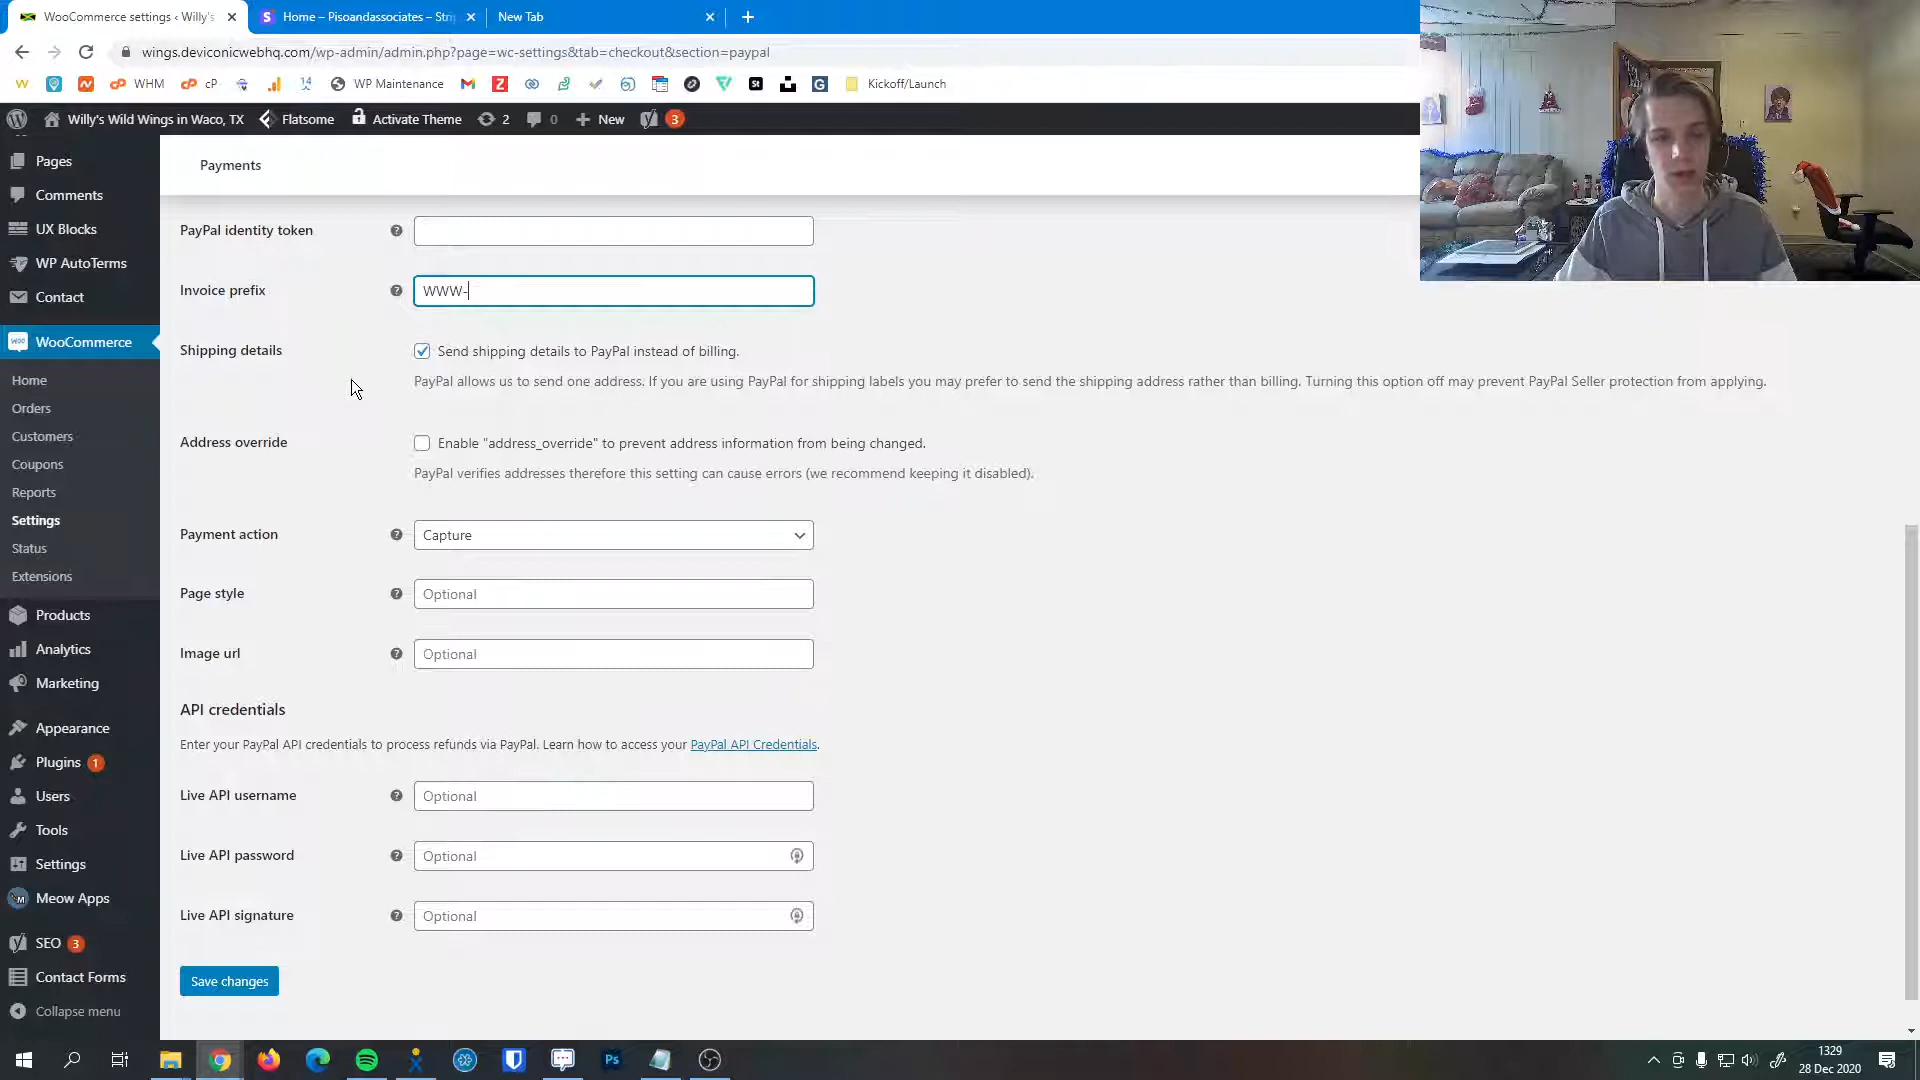 WooCommerce settings ‹ Willy's
Home – Pisoandassociates – Stri
New Tab
wings.deviconicwebhq.com/wp-admin/admin.php?page=wc-settings&tab=checkout&section=paypal
WHM
cP
14
WP Maintenance
Z
St
G
Kickoff/Launch
Willy's Wild Wings in Waco, TX
Flatsome
Activate Theme
2
0
New
3
Pages
Comments
UX Blocks
WP AutoTerms
Contact
WooCommerce
Home
Orders
Customers
Coupons
Reports
Settings
Status
Extensions
Products
Analytics
Marketing
Appearance
Plugins 1
Users
Tools
Settings
Meow Apps
SEO 3
Contact Forms
Collapse menu
Payments
PayPal identity token
Invoice prefix
WWW-
Shipping details
Send shipping details to PayPal instead of billing.
PayPal allows us to send one address. If you are using PayPal for shipping labels you may prefer to send the shipping address rather than billing. Turning this option off may prevent PayPal Seller protection from applying.
Address override
Enable "address_override" to prevent address information from being changed.
PayPal verifies addresses therefore this setting can cause errors (we recommend keeping it disabled).
Payment action
Capture
Page style
Optional
Image url
Optional
API credentials
Enter your PayPal API credentials to process refunds via PayPal. Learn how to access your PayPal API Credentials.
Live API username
Optional
Live API password
Optional
Live API signature
Optional
Save changes
Ps
1329
28 Dec 2020